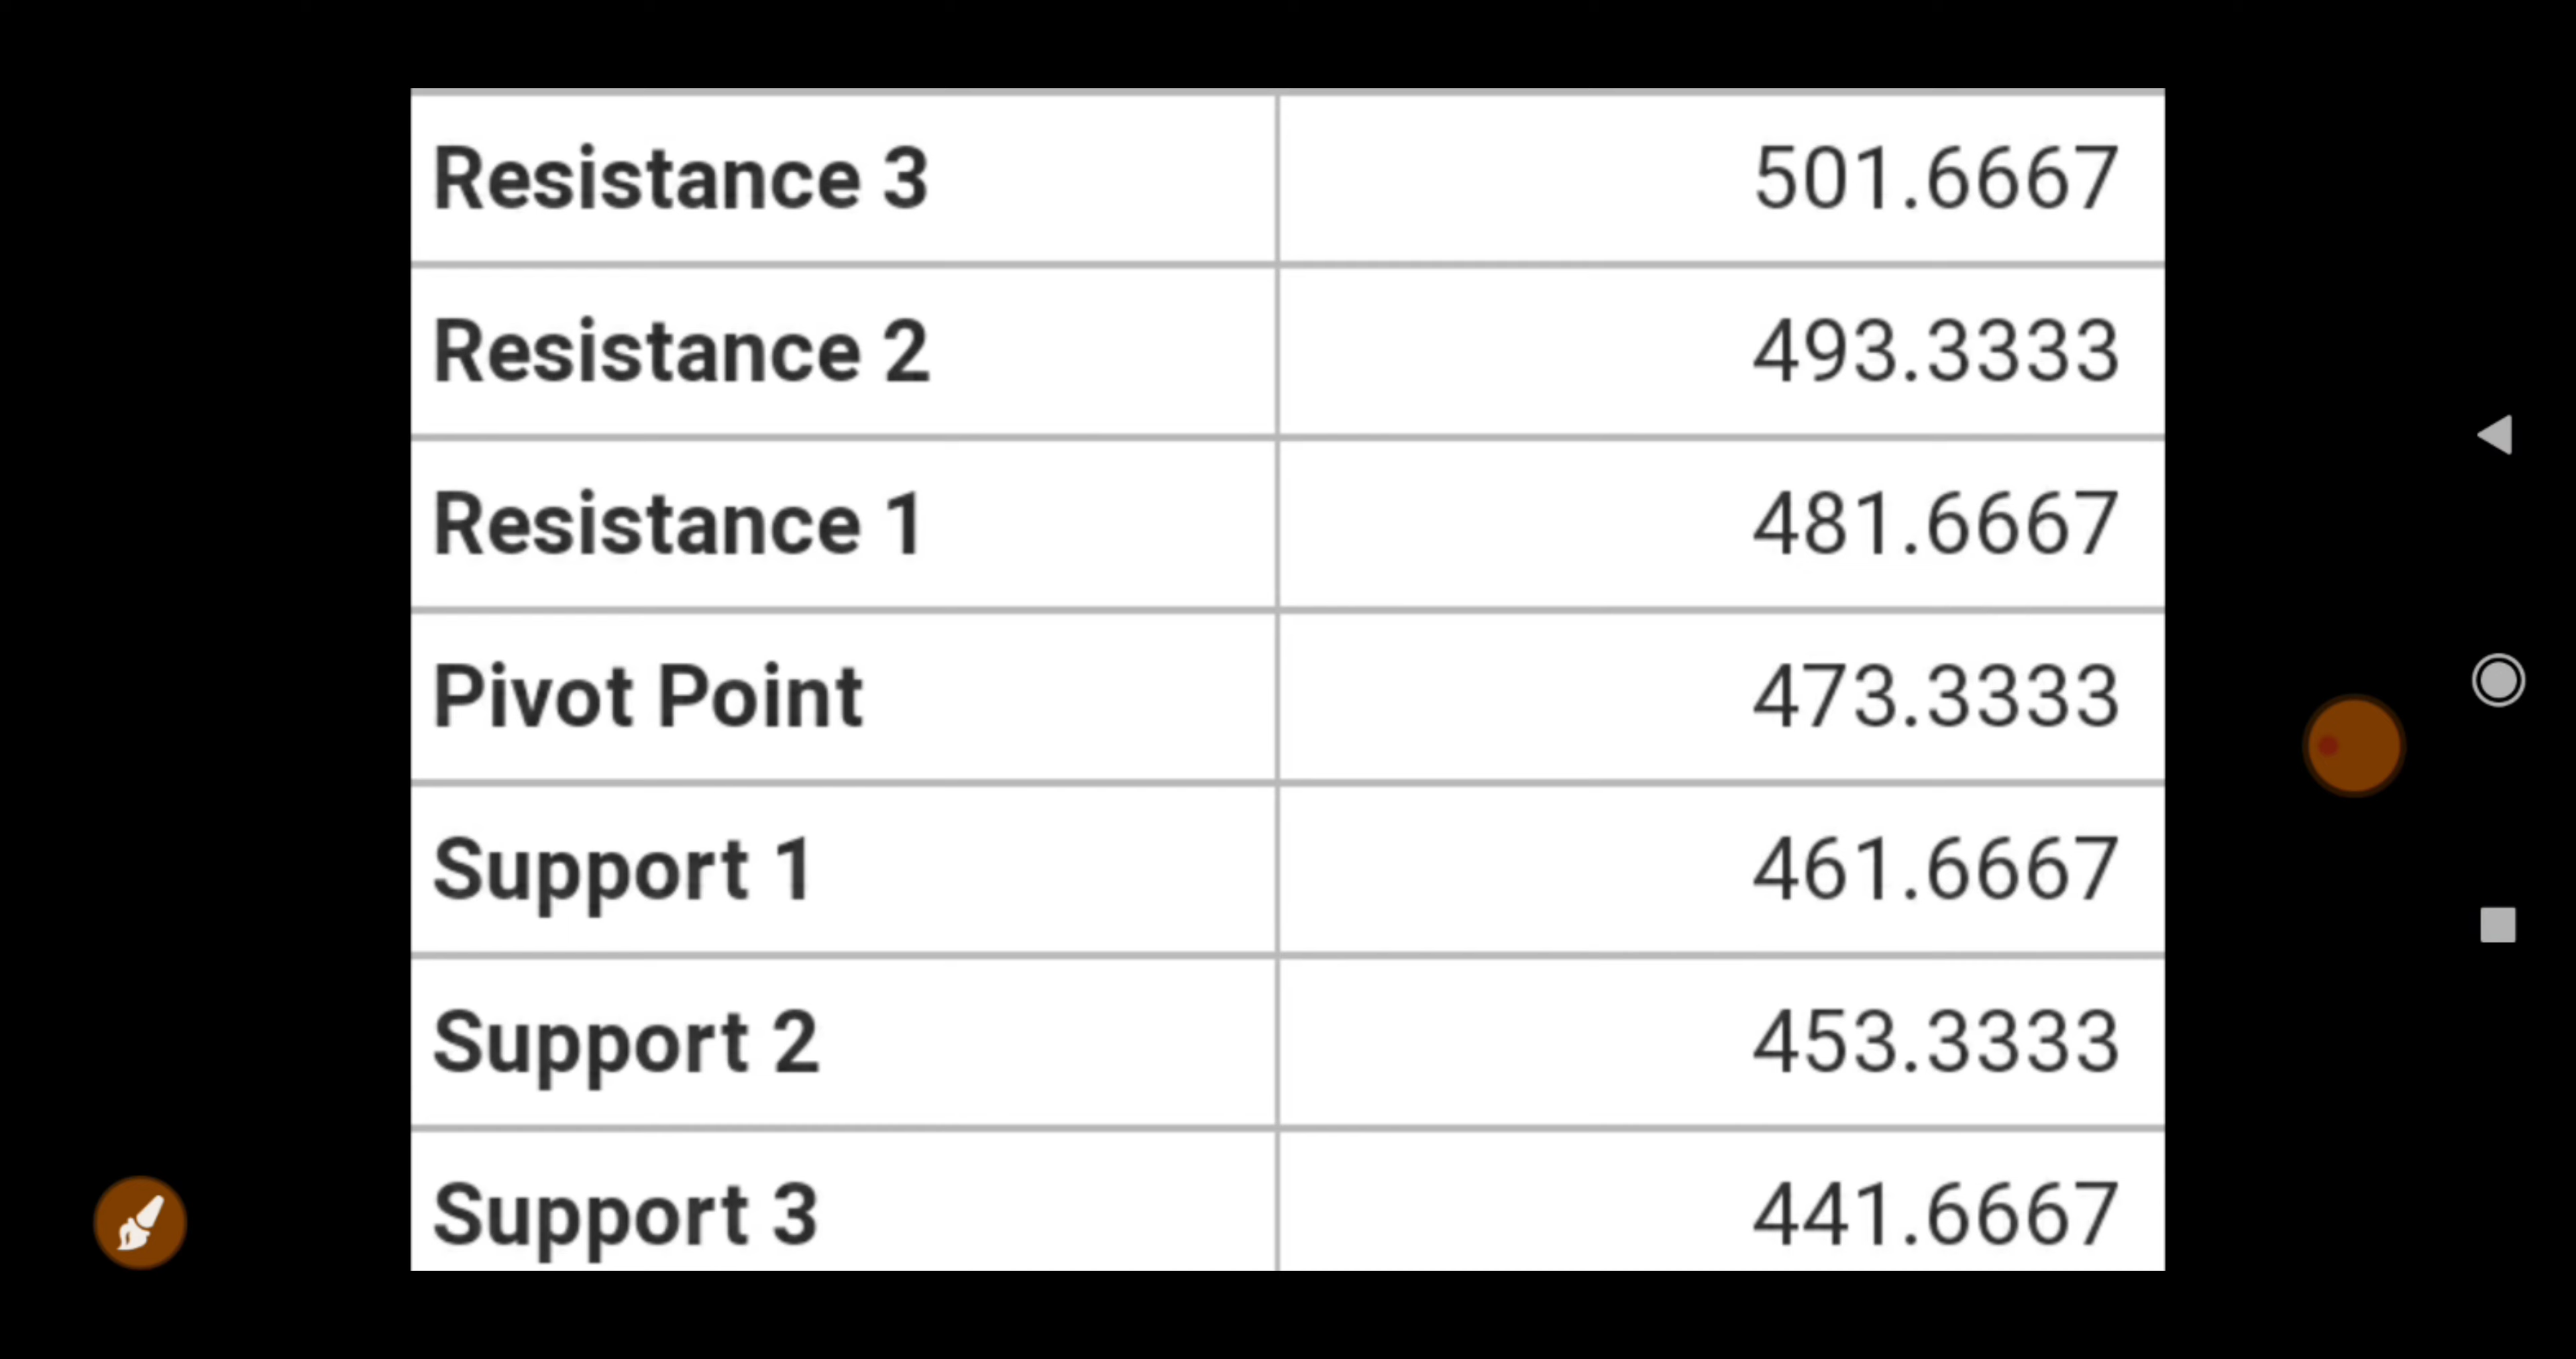 Resistance 3 501.6667
Resistance 2 493.3333
Resistance 1 481.6667
Pivot Point 473.3333
Support 1 461.6667
Support 2 453.3333
Support 3 441.6667